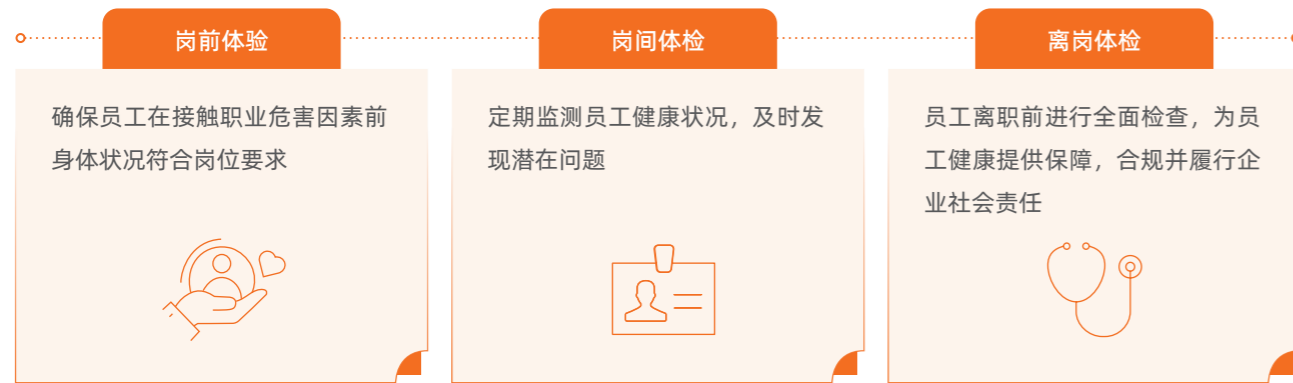 岗前体验
确保员工在接触职业危害因素前
身体状况符合岗位要求
岗间体检
定期监测员工健康状况，及时发
现潜在问题
离岗体检
员工离职前进行全面检查，为员
工健康提供保障，合规并履行企
业社会责任